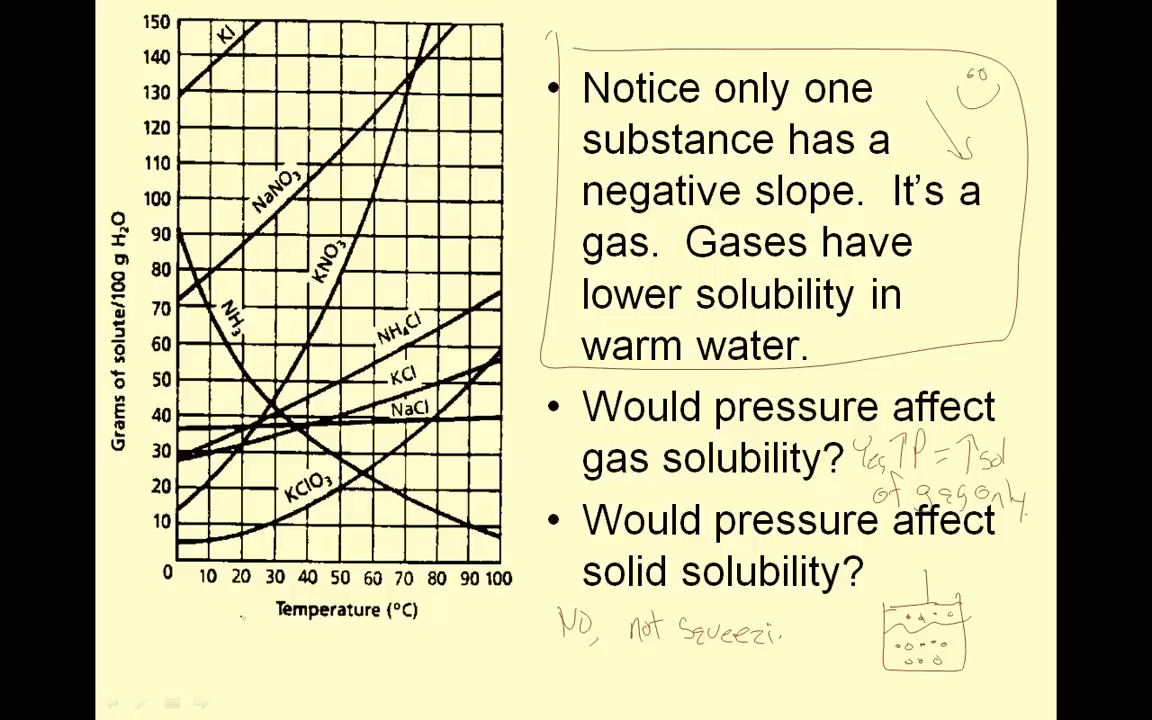 150
140
130
120
110
100
90
80
70
60
50
40
30
20
10
0 10 20 30 40 50 60 70 80 90 100
Grams of solute/100 g H₂O
Temperature (°C)
KI
NaNO₃
KNO₃
NH₃
NH₄Cl
KCl
NaCl
KClO₃
• Notice only one
substance has a
negative slope. It’s a
gas. Gases have
lower solubility in
warm water.
• Would pressure affect
gas solubility? Yes, ↑P = ↑sol
of gas only.
• Would pressure affect
solid solubility?
NO, not squeezi